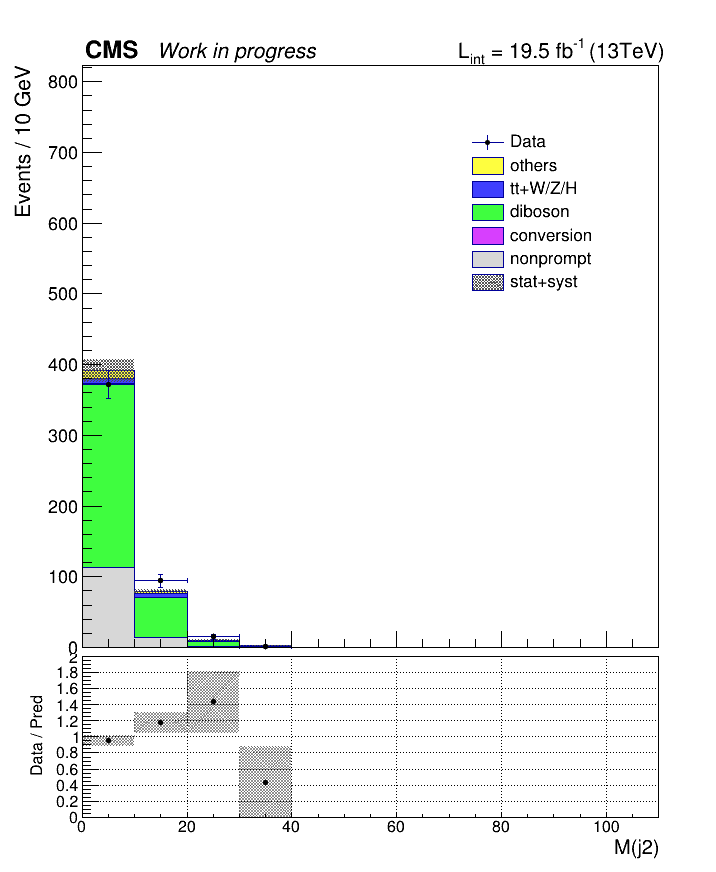 CMS Work in progress L_int = 19.5 fb^-1 (13TeV)
Events / 10 GeV
800
700
600
500
400
300
200
100
0
Data
others
tt+W/Z/H
diboson
conversion
nonprompt
stat+syst
Data / Pred
2
1.8
1.6
1.4
1.2
1
0.8
0.6
0.4
0.2
0
0 20 40 60 80 100
M(j2)